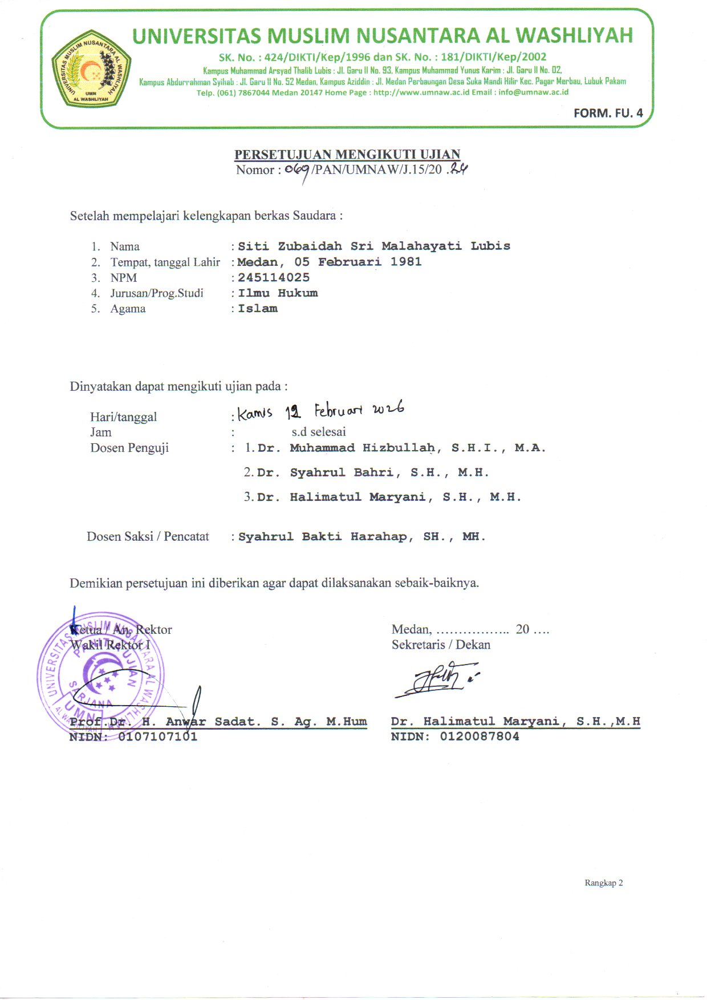 UNIVERSITAS MUSLIM NUSANTARA AL WASHLIYAH
SK. No. : 424/DIKTI/Kep/1996 dan SK. No. : 181/DIKTI/Kep/2002
Kampus Muhammad Arsyad Thalib Lubis : Jl. Garu II No. 93, Kampus Muhammad Yunus Karim : Jl. Garu II No. 02,
Kampus Abdurrahman Syihab : Jl. Garu II No. 52 Medan, Kampus Aziddin : Jl. Medan Perbaungan Desa Suka Mandi Hilir Kec. Pagar Merbau, Lubuk Pakam
Telp. (061) 7867044 Medan 20147 Home Page : http://www.umnaw.ac.id Email : info@umnaw.ac.id
UNIVERSITAS MUSLIM NUSANTARA AL WASHLIYAH
UMN
AL WASHLIYAH
FORM. FU. 4
PERSETUJUAN MENGIKUTI UJIAN
Nomor : 069/PAN/UMNAW/J.15/20 .24
Setelah mempelajari kelengkapan berkas Saudara :
1. Nama : Siti Zubaidah Sri Malahayati Lubis
2. Tempat, tanggal Lahir : Medan, 05 Februari 1981
3. NPM : 245114025
4. Jurusan/Prog.Studi : Ilmu Hukum
5. Agama : Islam
Dinyatakan dapat mengikuti ujian pada :
Hari/tanggal : Kamis 12 Februari 2026
Jam : s.d selesai
Dosen Penguji : 1. Dr. Muhammad Hizbullah, S.H.I., M.A.
2. Dr. Syahrul Bahri, S.H., M.H.
3. Dr. Halimatul Maryani, S.H., M.H.
Dosen Saksi / Pencatat : Syahrul Bakti Harahap, SH., MH.
Demikian persetujuan ini diberikan agar dapat dilaksanakan sebaik-baiknya.
Ketua / An. Rektor
Wakil Rektor I
UNIVERSITAS MUSLIM NUSANTARA AL WASHLIYAH
PANITIA UJIAN
SARJANA
UMN
AL WASHLIYAH
Prof.Dr. H. Anwar Sadat. S. Ag. M.Hum
NIDN: 0107107101
Medan, ................. 20 ....
Sekretaris / Dekan
Dr. Halimatul Maryani, S.H.,M.H
NIDN: 0120087804
Rangkap 2